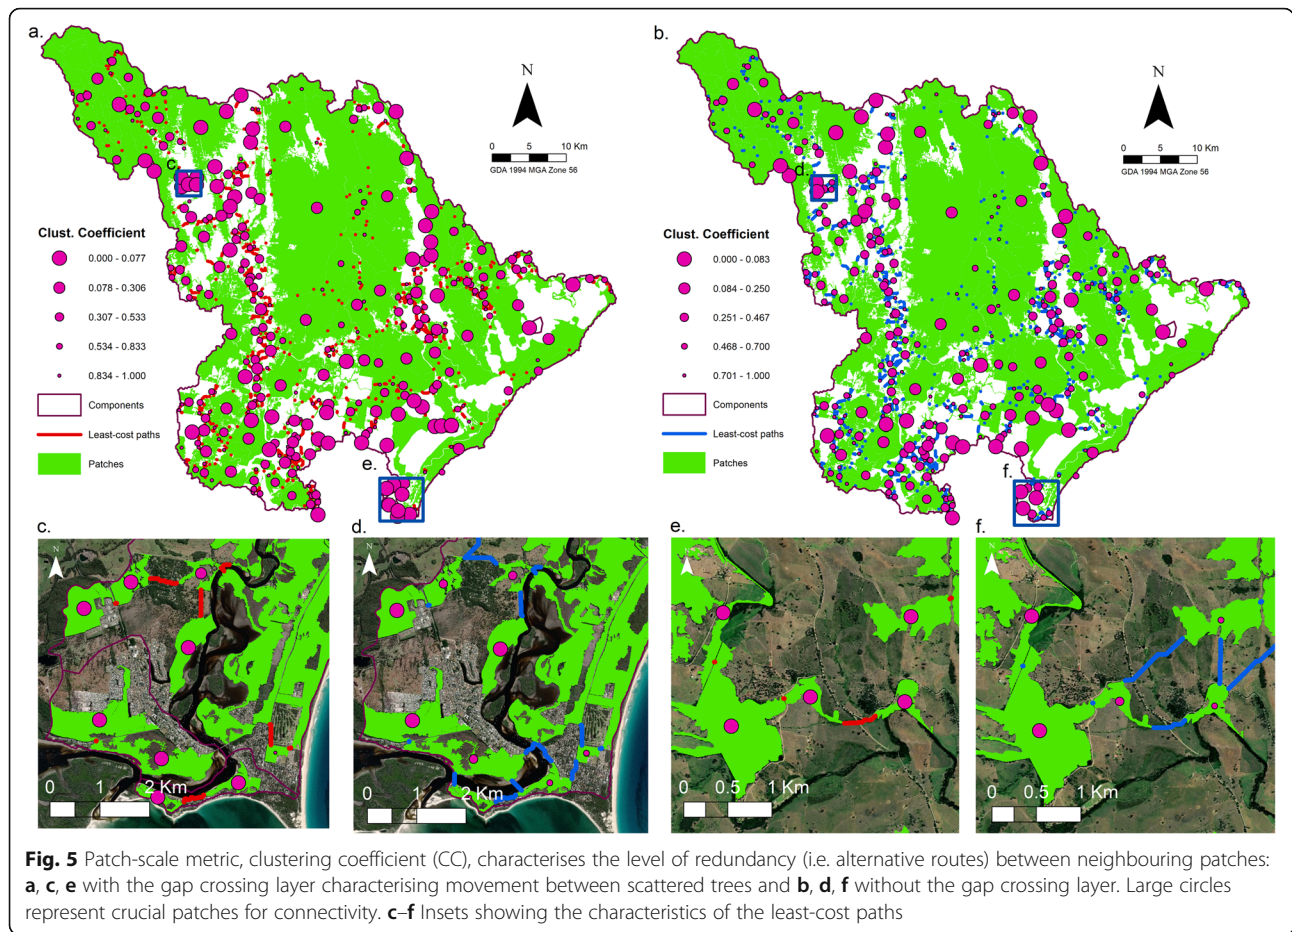 a.
N
0 5 10 Km
GDA 1994 MGA Zone 56
c.
Clust. Coefficient
0.000 - 0.077
0.078 - 0.306
0.307 - 0.533
0.534 - 0.833
0.834 - 1.000
Components
Least-cost paths
Patches
e.
b.
N
0 5 10 Km
GDA 1994 MGA Zone 56
d.
Clust. Coefficient
0.000 - 0.083
0.084 - 0.250
0.251 - 0.467
0.468 - 0.700
0.701 - 1.000
Components
Least-cost paths
Patches
f.
c.
N
0 1 2 Km
d.
N
0 1 2 Km
e.
N
0 0.5 1 Km
f.
N
0 0.5 1 Km
Fig. 5 Patch-scale metric, clustering coefficient (CC), characterises the level of redundancy (i.e. alternative routes) between neighbouring patches:
a, c, e with the gap crossing layer characterising movement between scattered trees and b, d, f without the gap crossing layer. Large circles
represent crucial patches for connectivity. c–f Insets showing the characteristics of the least-cost paths